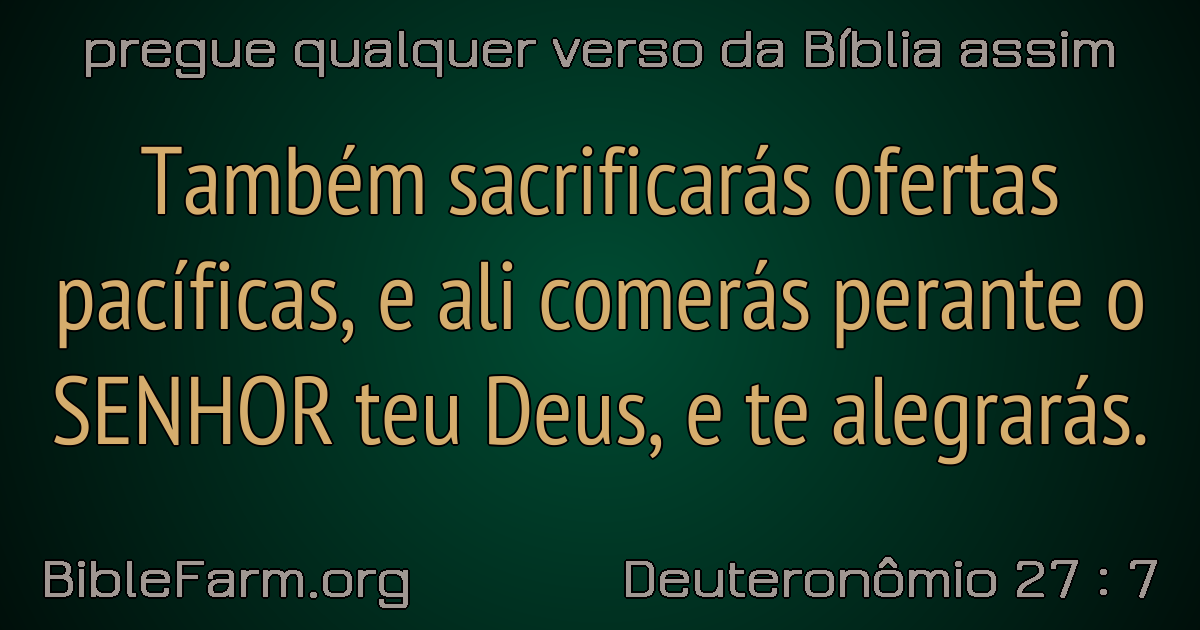 pregue qualquer verso da Bíblia assim
Também sacrificarás ofertas
pacíficas, e ali comerás perante o
SENHOR teu Deus, e te alegrarás.
BibleFarm.org
Deuteronômio 27 : 7